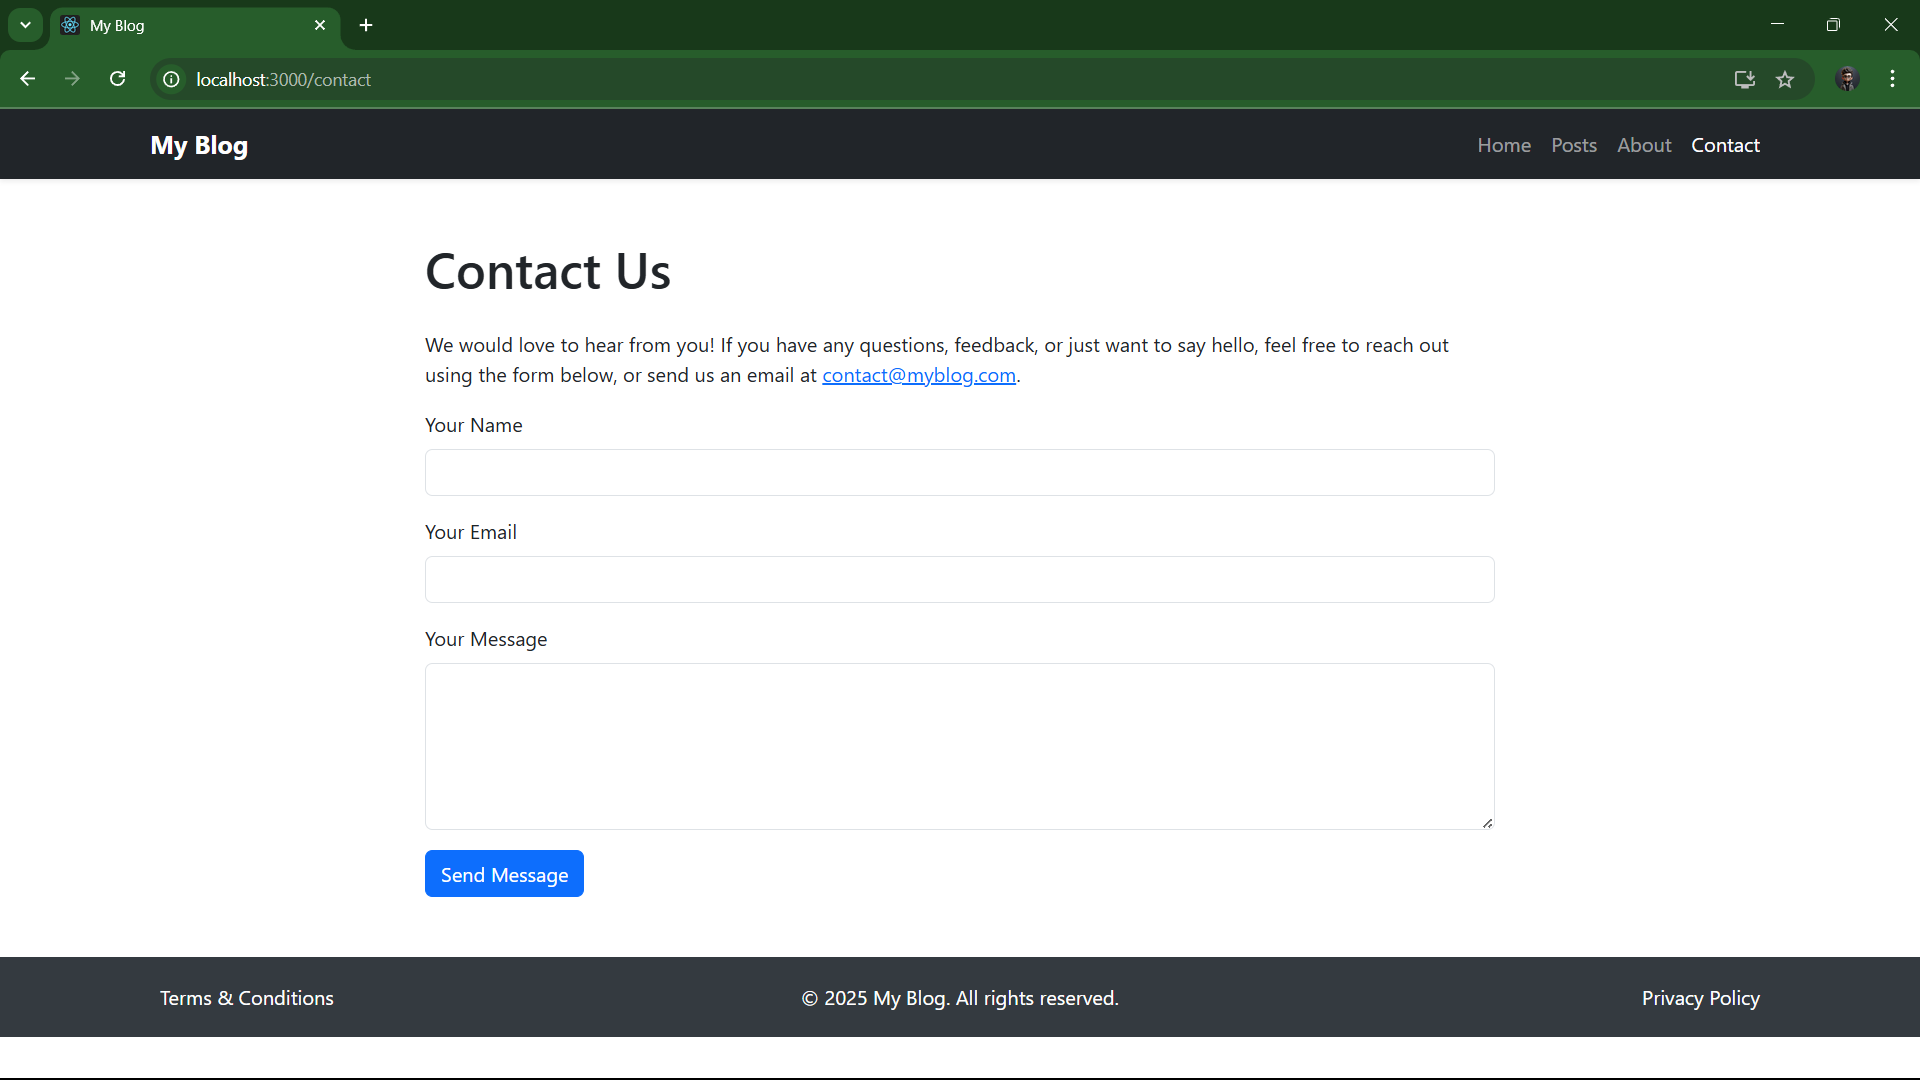 My Blog
localhost:3000/contact
My Blog
Home Posts About Contact
Contact Us
We would love to hear from you! If you have any questions, feedback, or just want to say hello, feel free to reach out
using the form below, or send us an email at contact@myblog.com.
Your Name
Your Email
Your Message
Send Message
Terms & Conditions © 2025 My Blog. All rights reserved. Privacy Policy